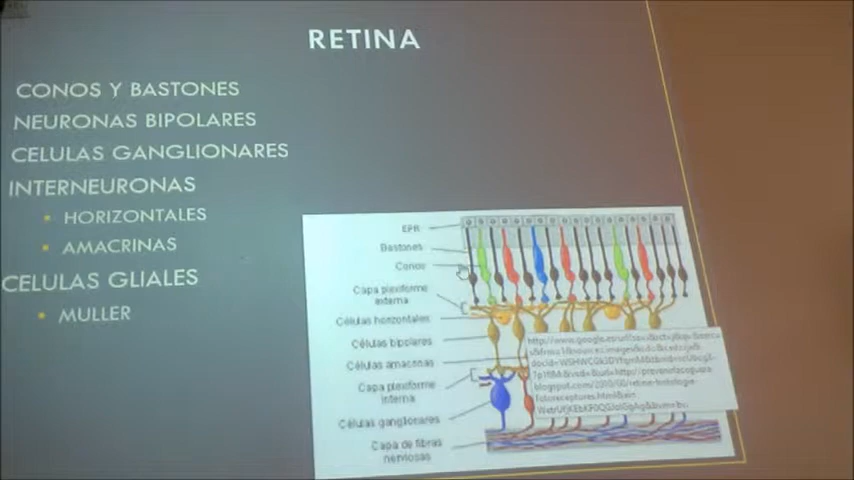 RETINA
CONOS Y BASTONES
NEURONAS BIPOLARES
CELULAS GANGLIONARES
INTERNEURONAS
HORIZONTALES
AMACRINAS
CELULAS GLIALES
MULLER
EPR
Bastones
Conos
Capa plexiforme
interna
Células horizontales
Células bipolares
Células amacrinas
Capa plexiforme
interna
Células ganglionares
Capa de fibras
nerviosas